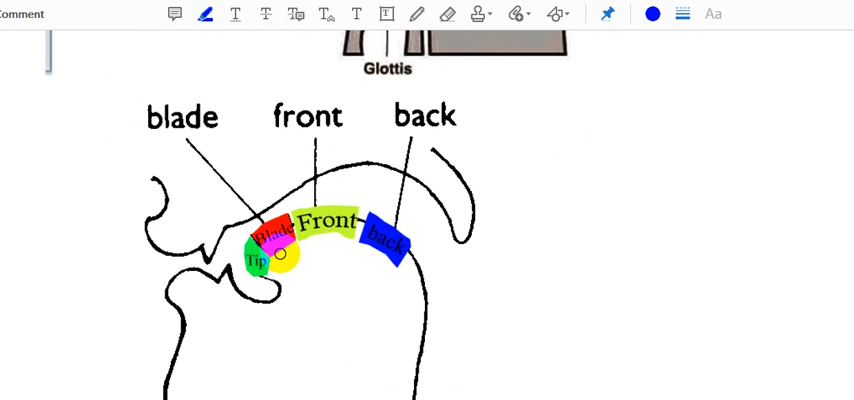 Comment
Aa
Glottis
blade front back
Blade Front back
Tip